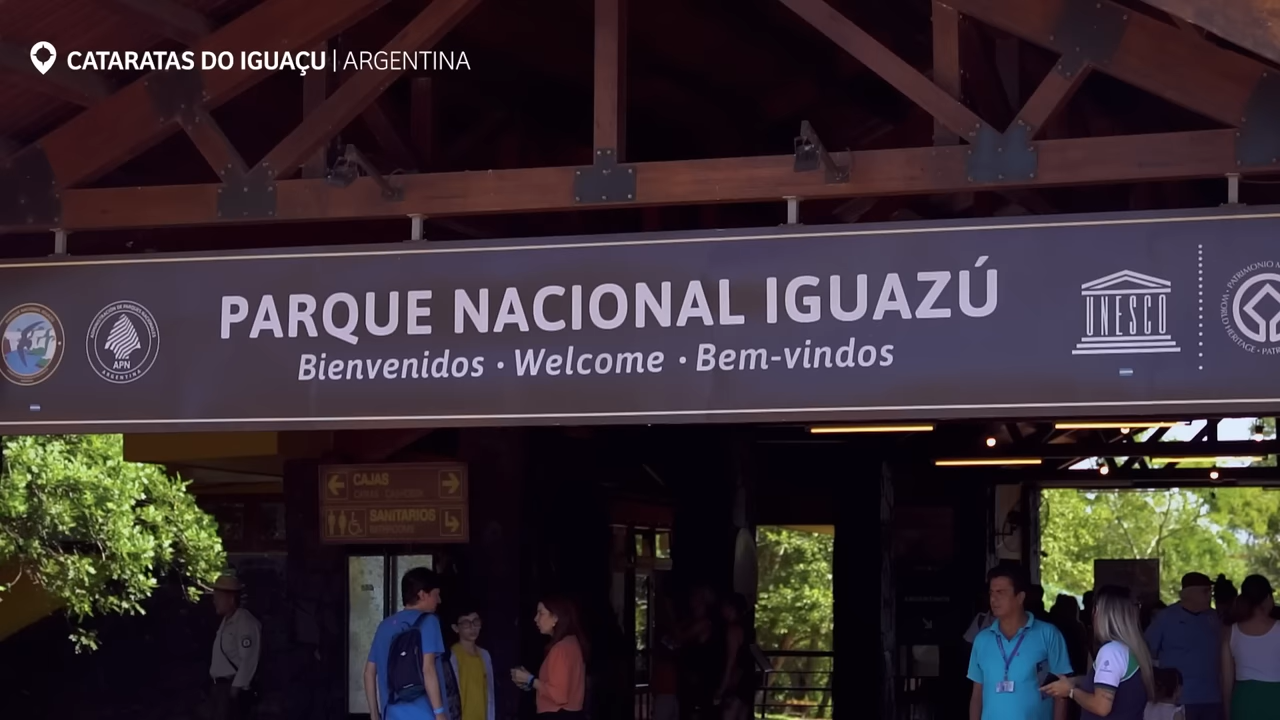 CATARATAS DO IGUAÇU | ARGENTINA
PARQUE NACIONAL IGUAZÚ
Bienvenidos · Welcome · Bem-vindos
APN
ARGENTINA
UNESCO
CAJAS
SANITARIOS